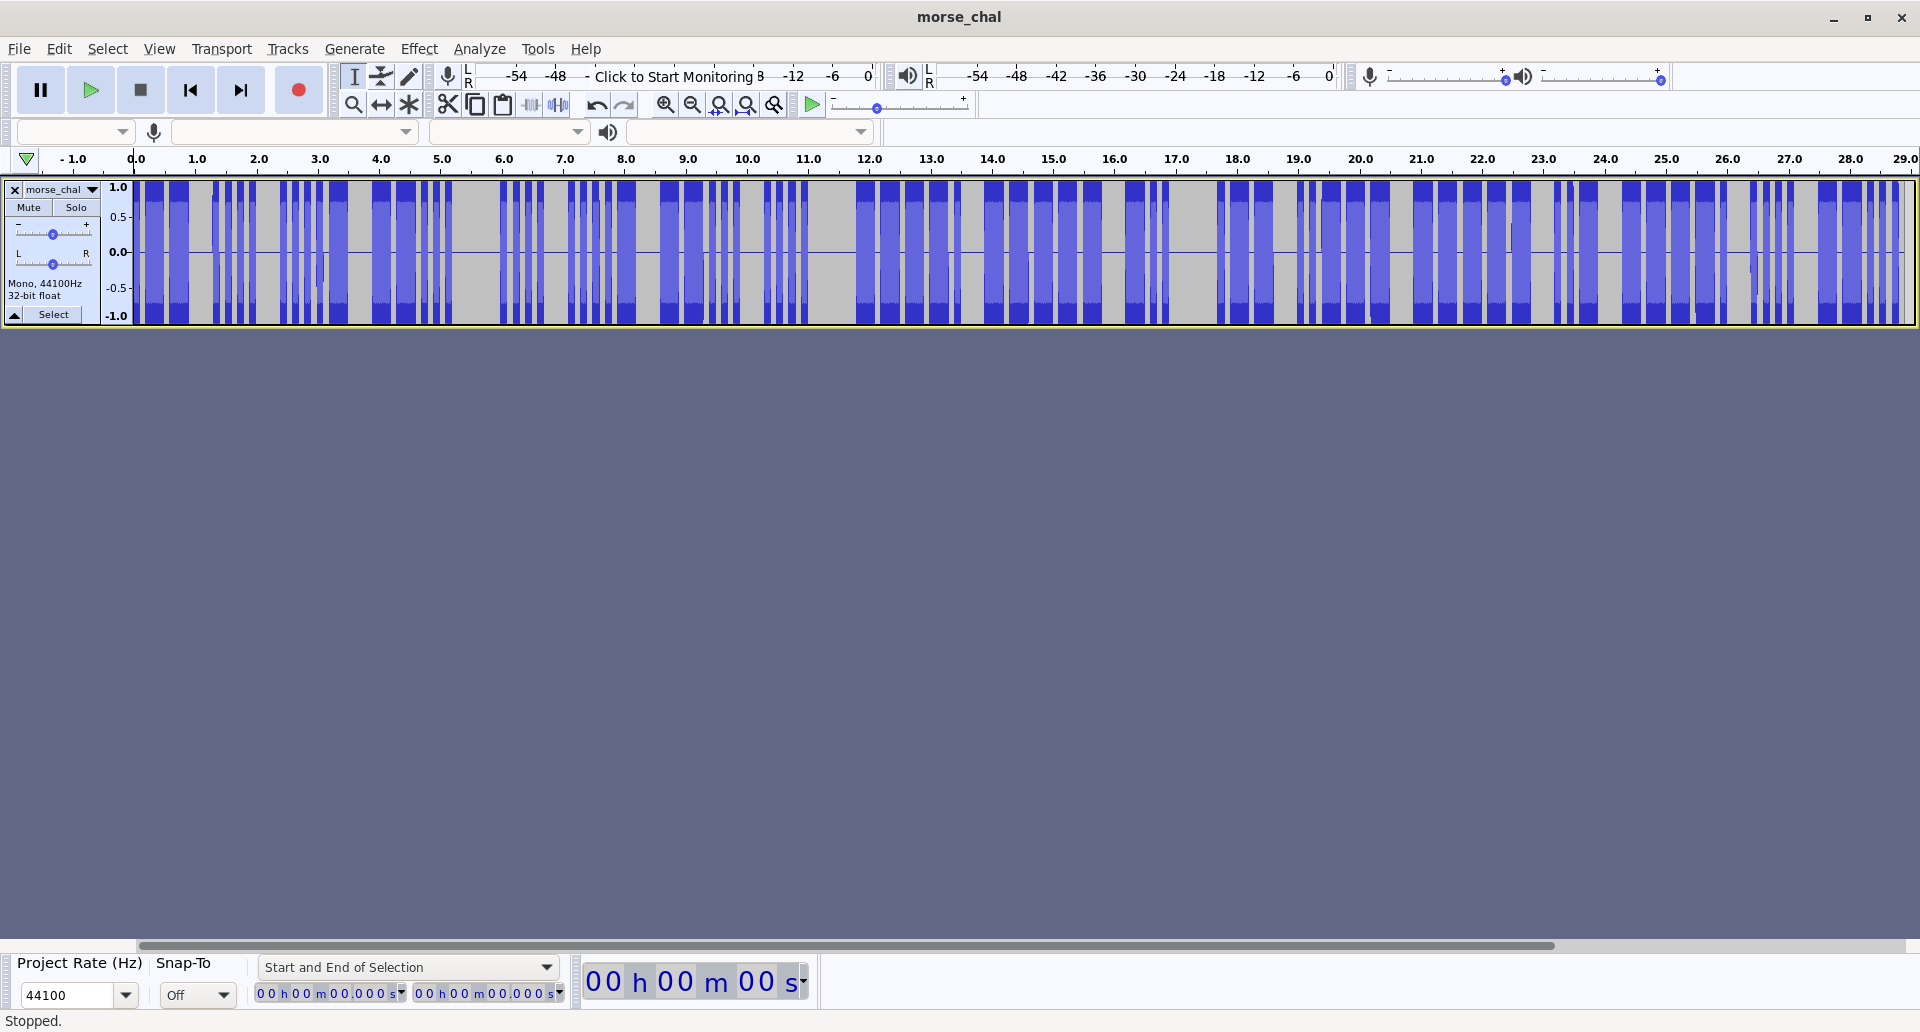 morse_chal
File Edit Select View Transport Tracks Generate Effect Analyze Tools Help
L R -54 -48 - Click to Start Monitoring 8 -12 -6 0 L R -54 -48 -42 -36 -30 -24 -18 -12 -6 0 - + - +
- +
- 1.0 0.0 1.0 2.0 3.0 4.0 5.0 6.0 7.0 8.0 9.0 10.0 11.0 12.0 13.0 14.0 15.0 16.0 17.0 18.0 19.0 20.0 21.0 22.0 23.0 24.0 25.0 26.0 27.0 28.0 29.0
morse_chal 1.0
Mute Solo 0.5
- +
L R 0.0
Mono, 44100Hz -0.5
32-bit float
Select -1.0
Project Rate (Hz) Snap-To Start and End of Selection
44100 Off 00 h 00 m 00.000 s 00 h 00 m 00.000 s 00 h 00 m 00 s
Stopped.